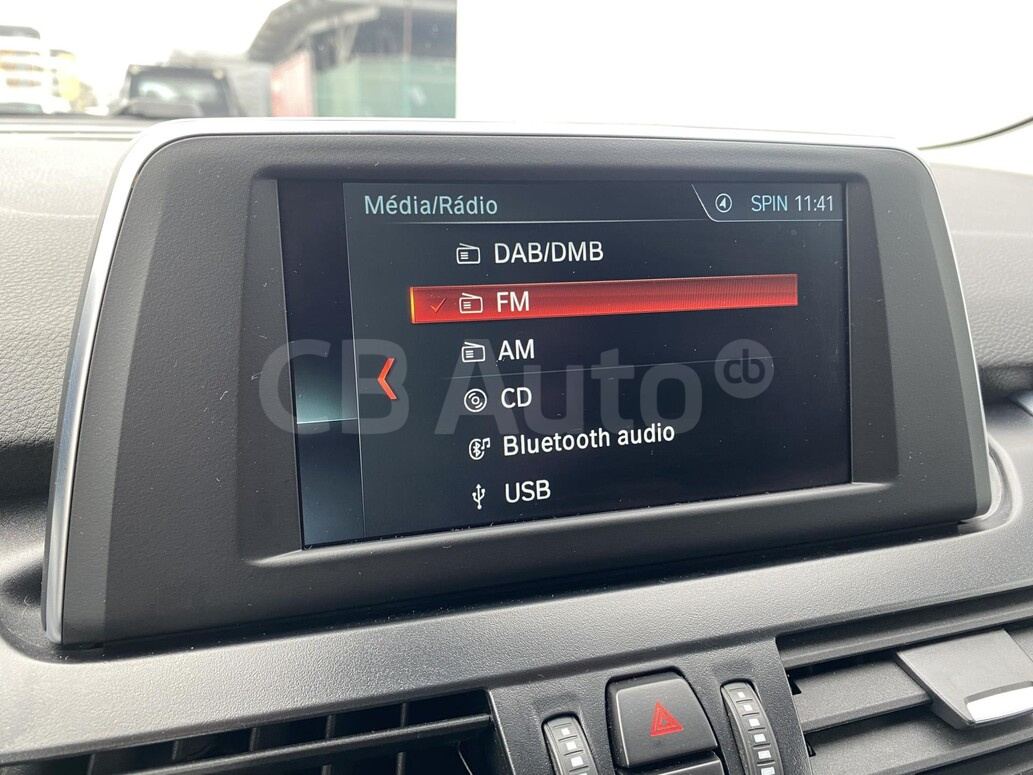 Média/Rádio
SPIN 11:41
DAB/DMB
FM
AM
CD
Bluetooth audio
USB
CB Auto cb